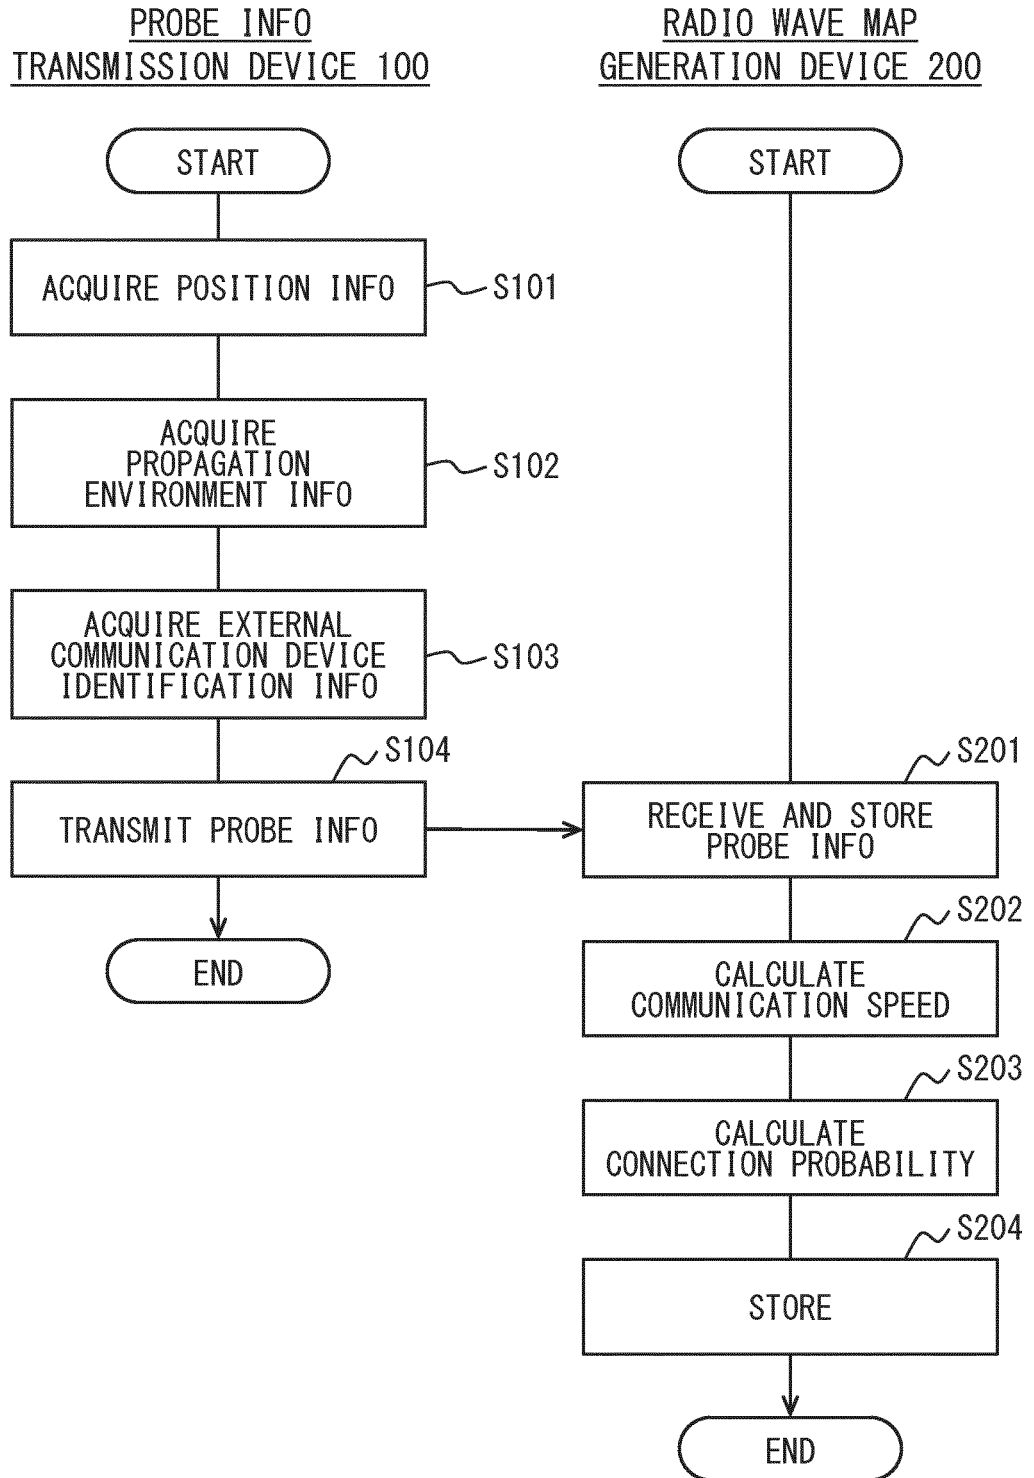 PROBE INFO
TRANSMISSION DEVICE 100
START
ACQUIRE POSITION INFO
S101
ACQUIRE
PROPAGATION
ENVIRONMENT INFO
S102
ACQUIRE EXTERNAL
COMMUNICATION DEVICE
IDENTIFICATION INFO
S103
S104
TRANSMIT PROBE INFO
END
RADIO WAVE MAP
GENERATION DEVICE 200
START
S201
RECEIVE AND STORE
PROBE INFO
S202
CALCULATE
COMMUNICATION SPEED
S203
CALCULATE
CONNECTION PROBABILITY
S204
STORE
END